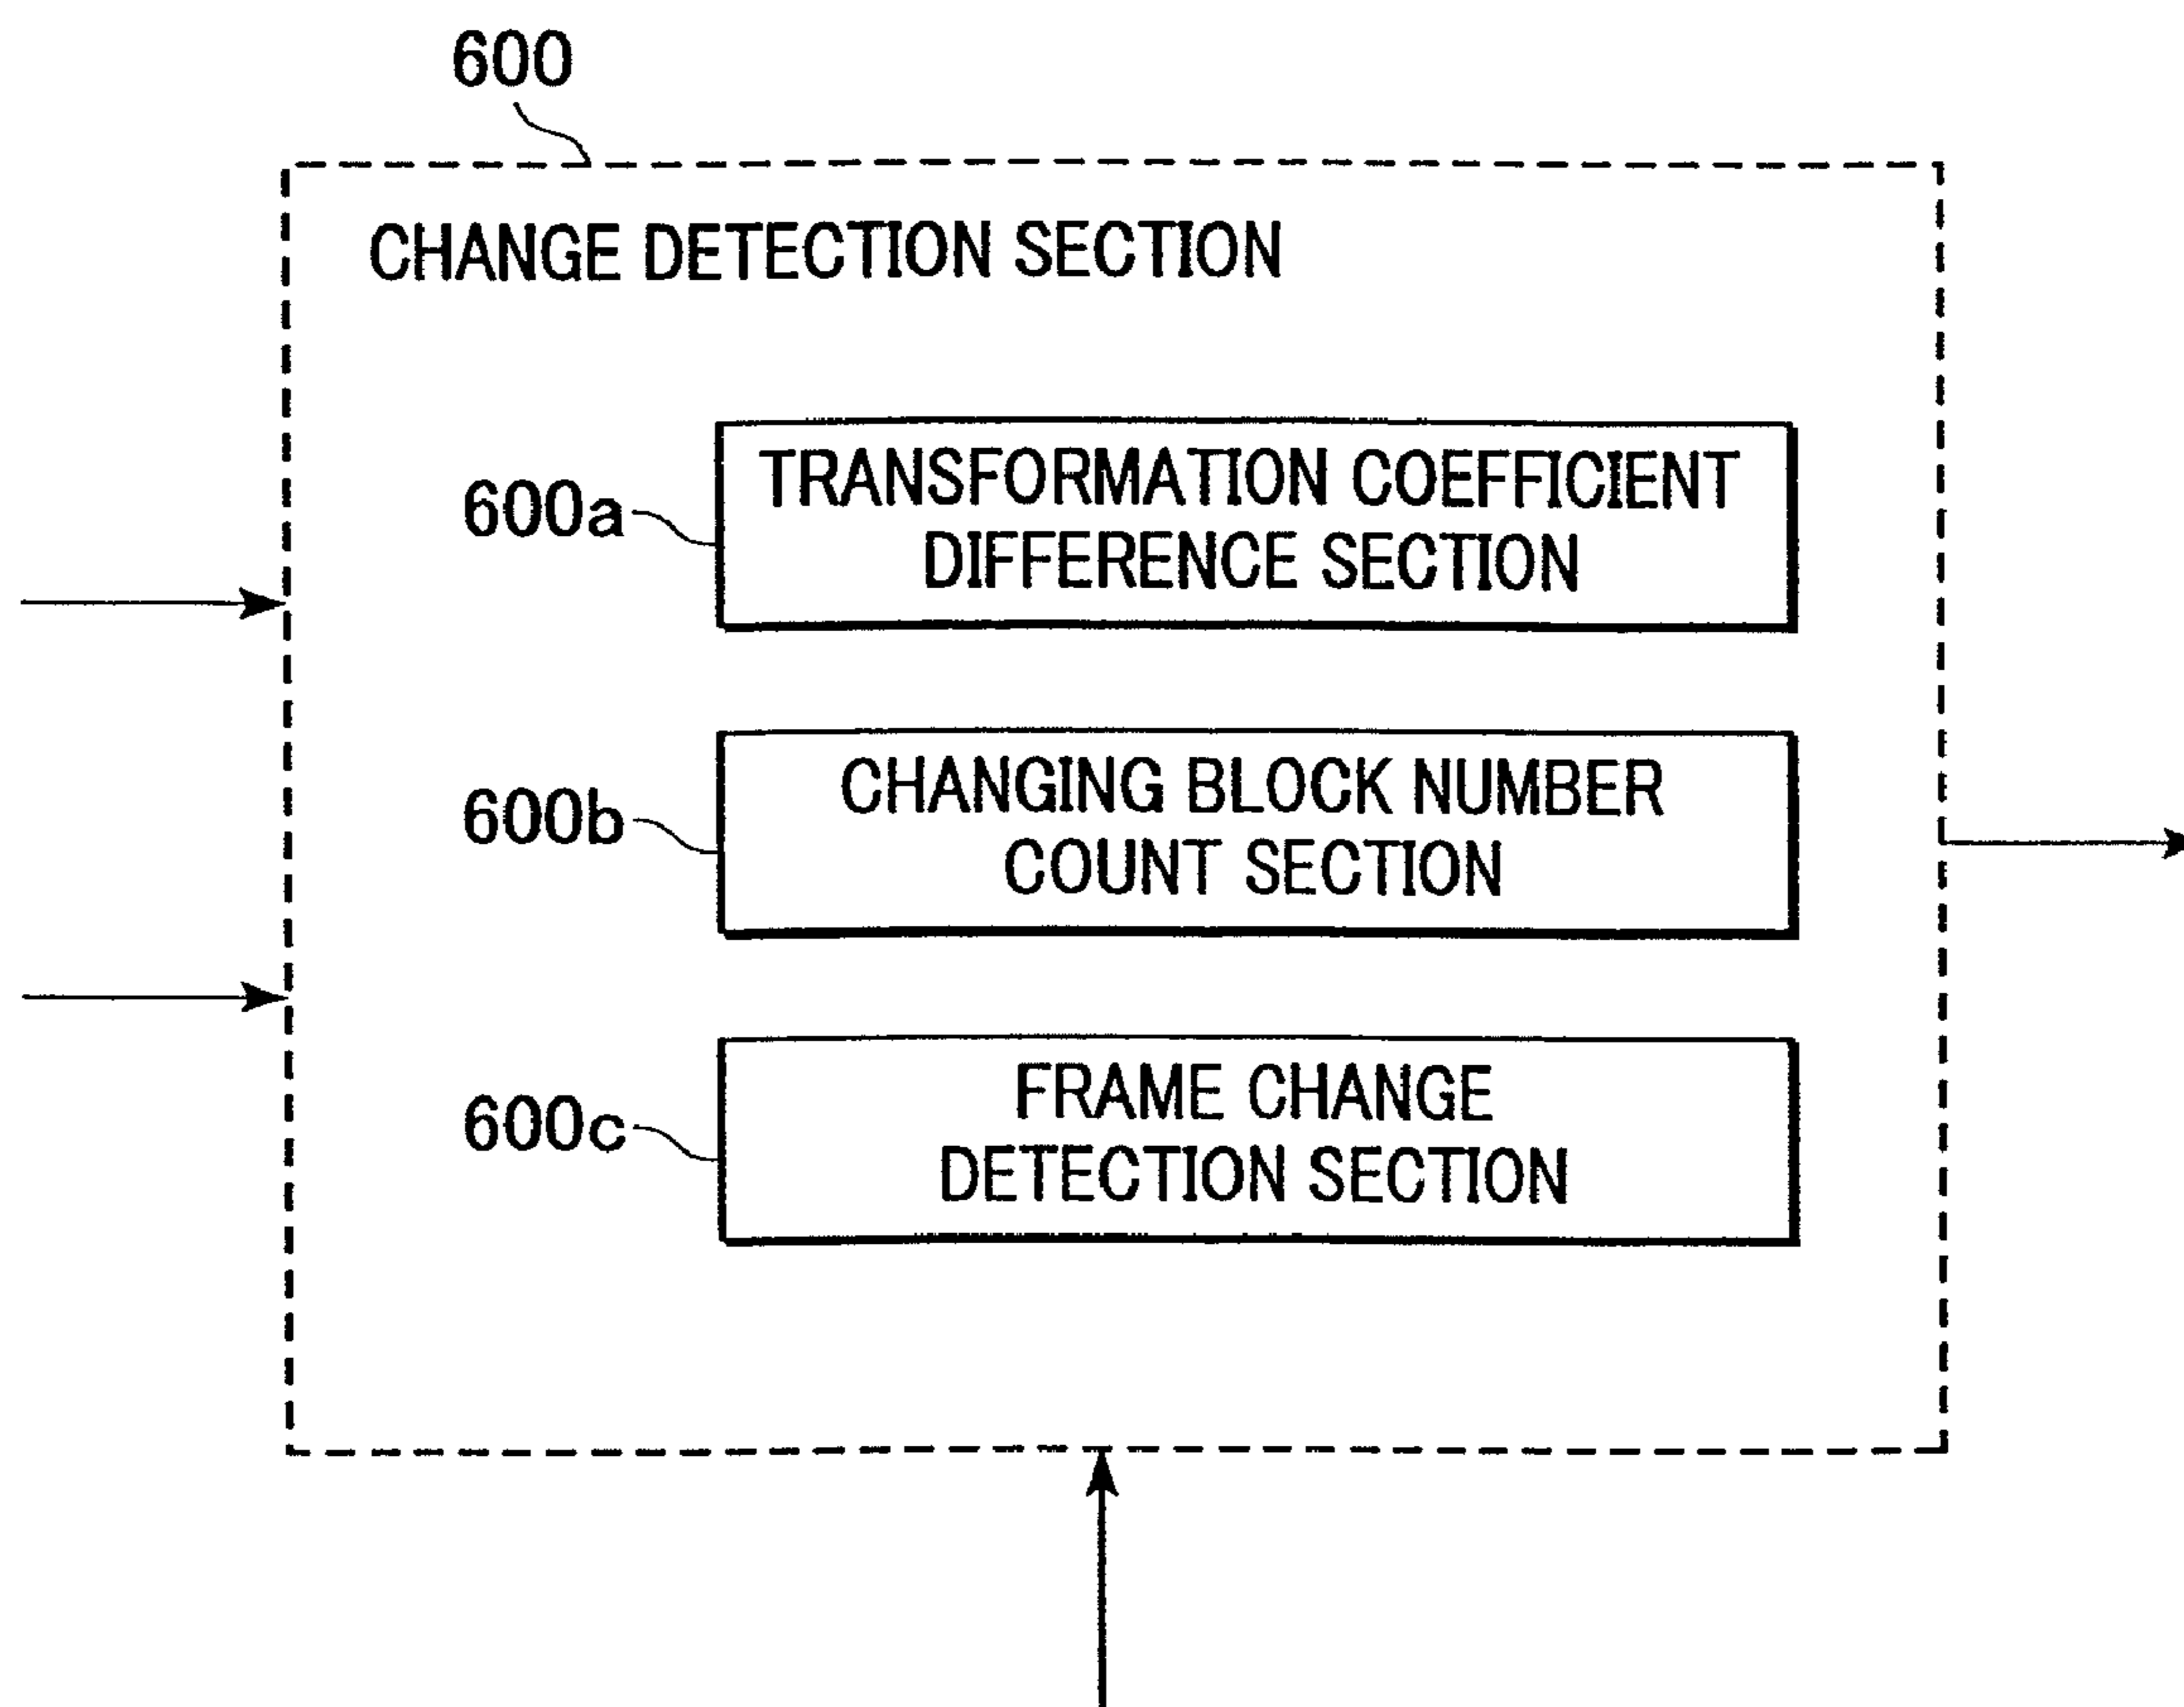 600
CHANGE DETECTION SECTION
600a
TRANSFORMATION COEFFICIENT
DIFFERENCE SECTION
600b
CHANGING BLOCK NUMBER
COUNT SECTION
600c
FRAME CHANGE
DETECTION SECTION